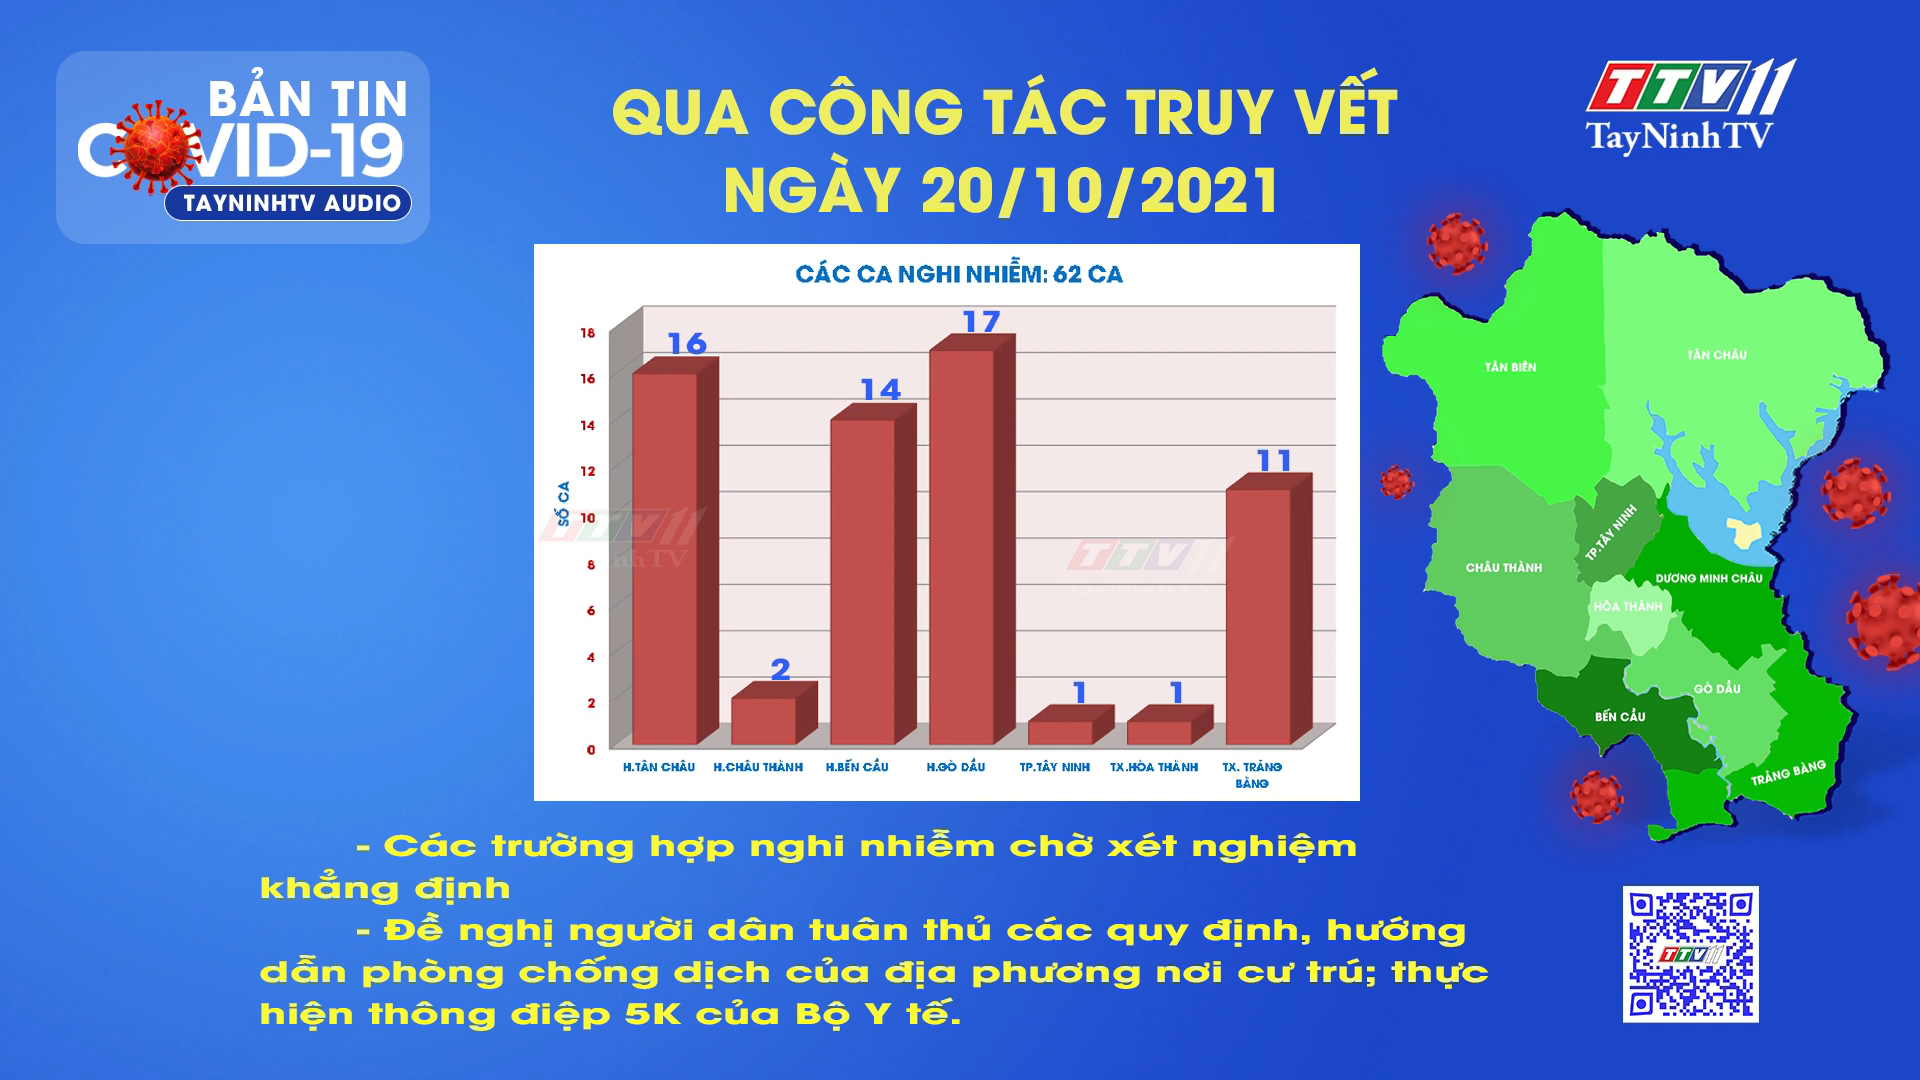 BẢN TIN
COVID-19
TAYNINHTV AUDIO
QUA CÔNG TÁC TRUY VẾT
NGÀY 20/10/2021
TTV11
TayNinhTV
CÁC CA NGHI NHIỄM: 62 CA
SỐ CA
18
16
14
12
10
8
6
4
2
0
16
2
14
17
1
1
11
H.TÂN CHÂU
H.CHÂU THÀNH
H.BẾN CẦU
H.GÒ DẦU
TP.TÂY NINH
TX.HÒA THÀNH
TX. TRẢNG
BÀNG
TTV11
TTV11
TÂN BIÊN
TÂN CHÂU
TP.TÂY NINH
CHÂU THÀNH
DƯƠNG MINH CHÂU
HÒA THÀNH
GÒ DẦU
BẾN CẦU
TRẢNG BÀNG
- Các trường hợp nghi nhiễm chờ xét nghiệm
khẳng định
- Đề nghị người dân tuân thủ các quy định, hướng
dẫn phòng chống dịch của địa phương nơi cư trú; thực
hiện thông điệp 5K của Bộ Y tế.
TTV11